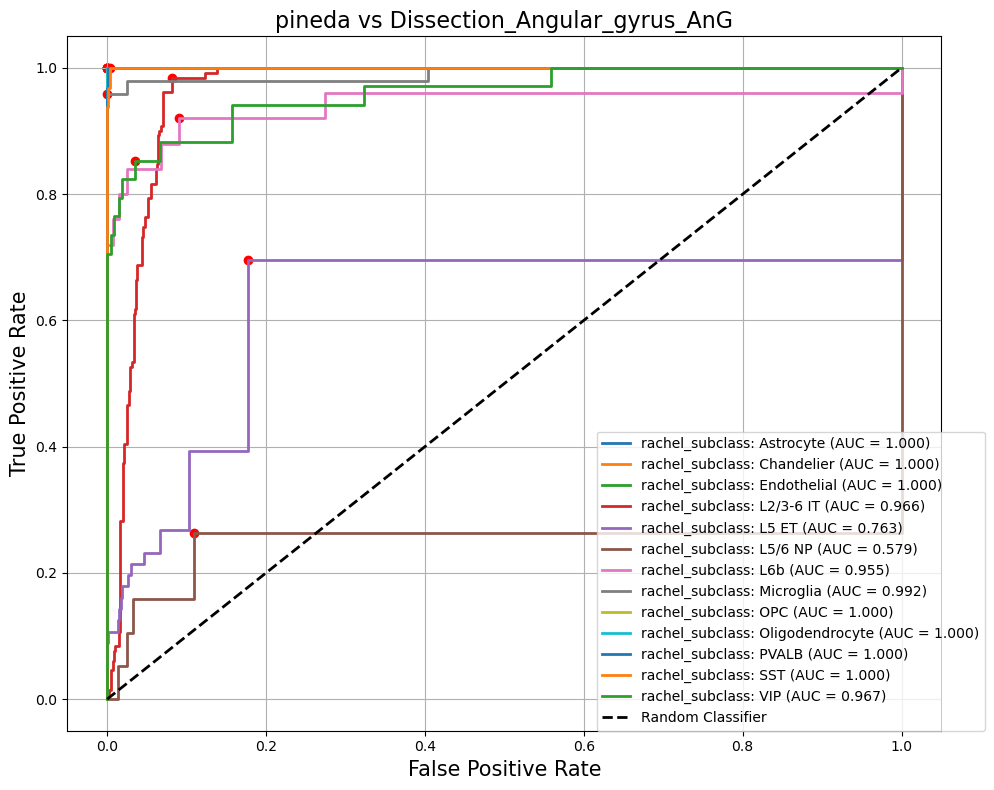 pineda vs Dissection_Angular_gyrus_AnG
True Positive Rate
1.0
0.8
0.6
0.4
0.2
0.0
rachel_subclass: Astrocyte (AUC = 1.000)
rachel_subclass: Chandelier (AUC = 1.000)
rachel_subclass: Endothelial (AUC = 1.000)
rachel_subclass: L2/3-6 IT (AUC = 0.966)
rachel_subclass: L5 ET (AUC = 0.763)
rachel_subclass: L5/6 NP (AUC = 0.579)
rachel_subclass: L6b (AUC = 0.955)
rachel_subclass: Microglia (AUC = 0.992)
rachel_subclass: OPC (AUC = 1.000)
rachel_subclass: Oligodendrocyte (AUC = 1.000)
rachel_subclass: PVALB (AUC = 1.000)
rachel_subclass: SST (AUC = 1.000)
rachel_subclass: VIP (AUC = 0.967)
Random Classifier
0.0 0.2 0.4 0.6 0.8 1.0
False Positive Rate